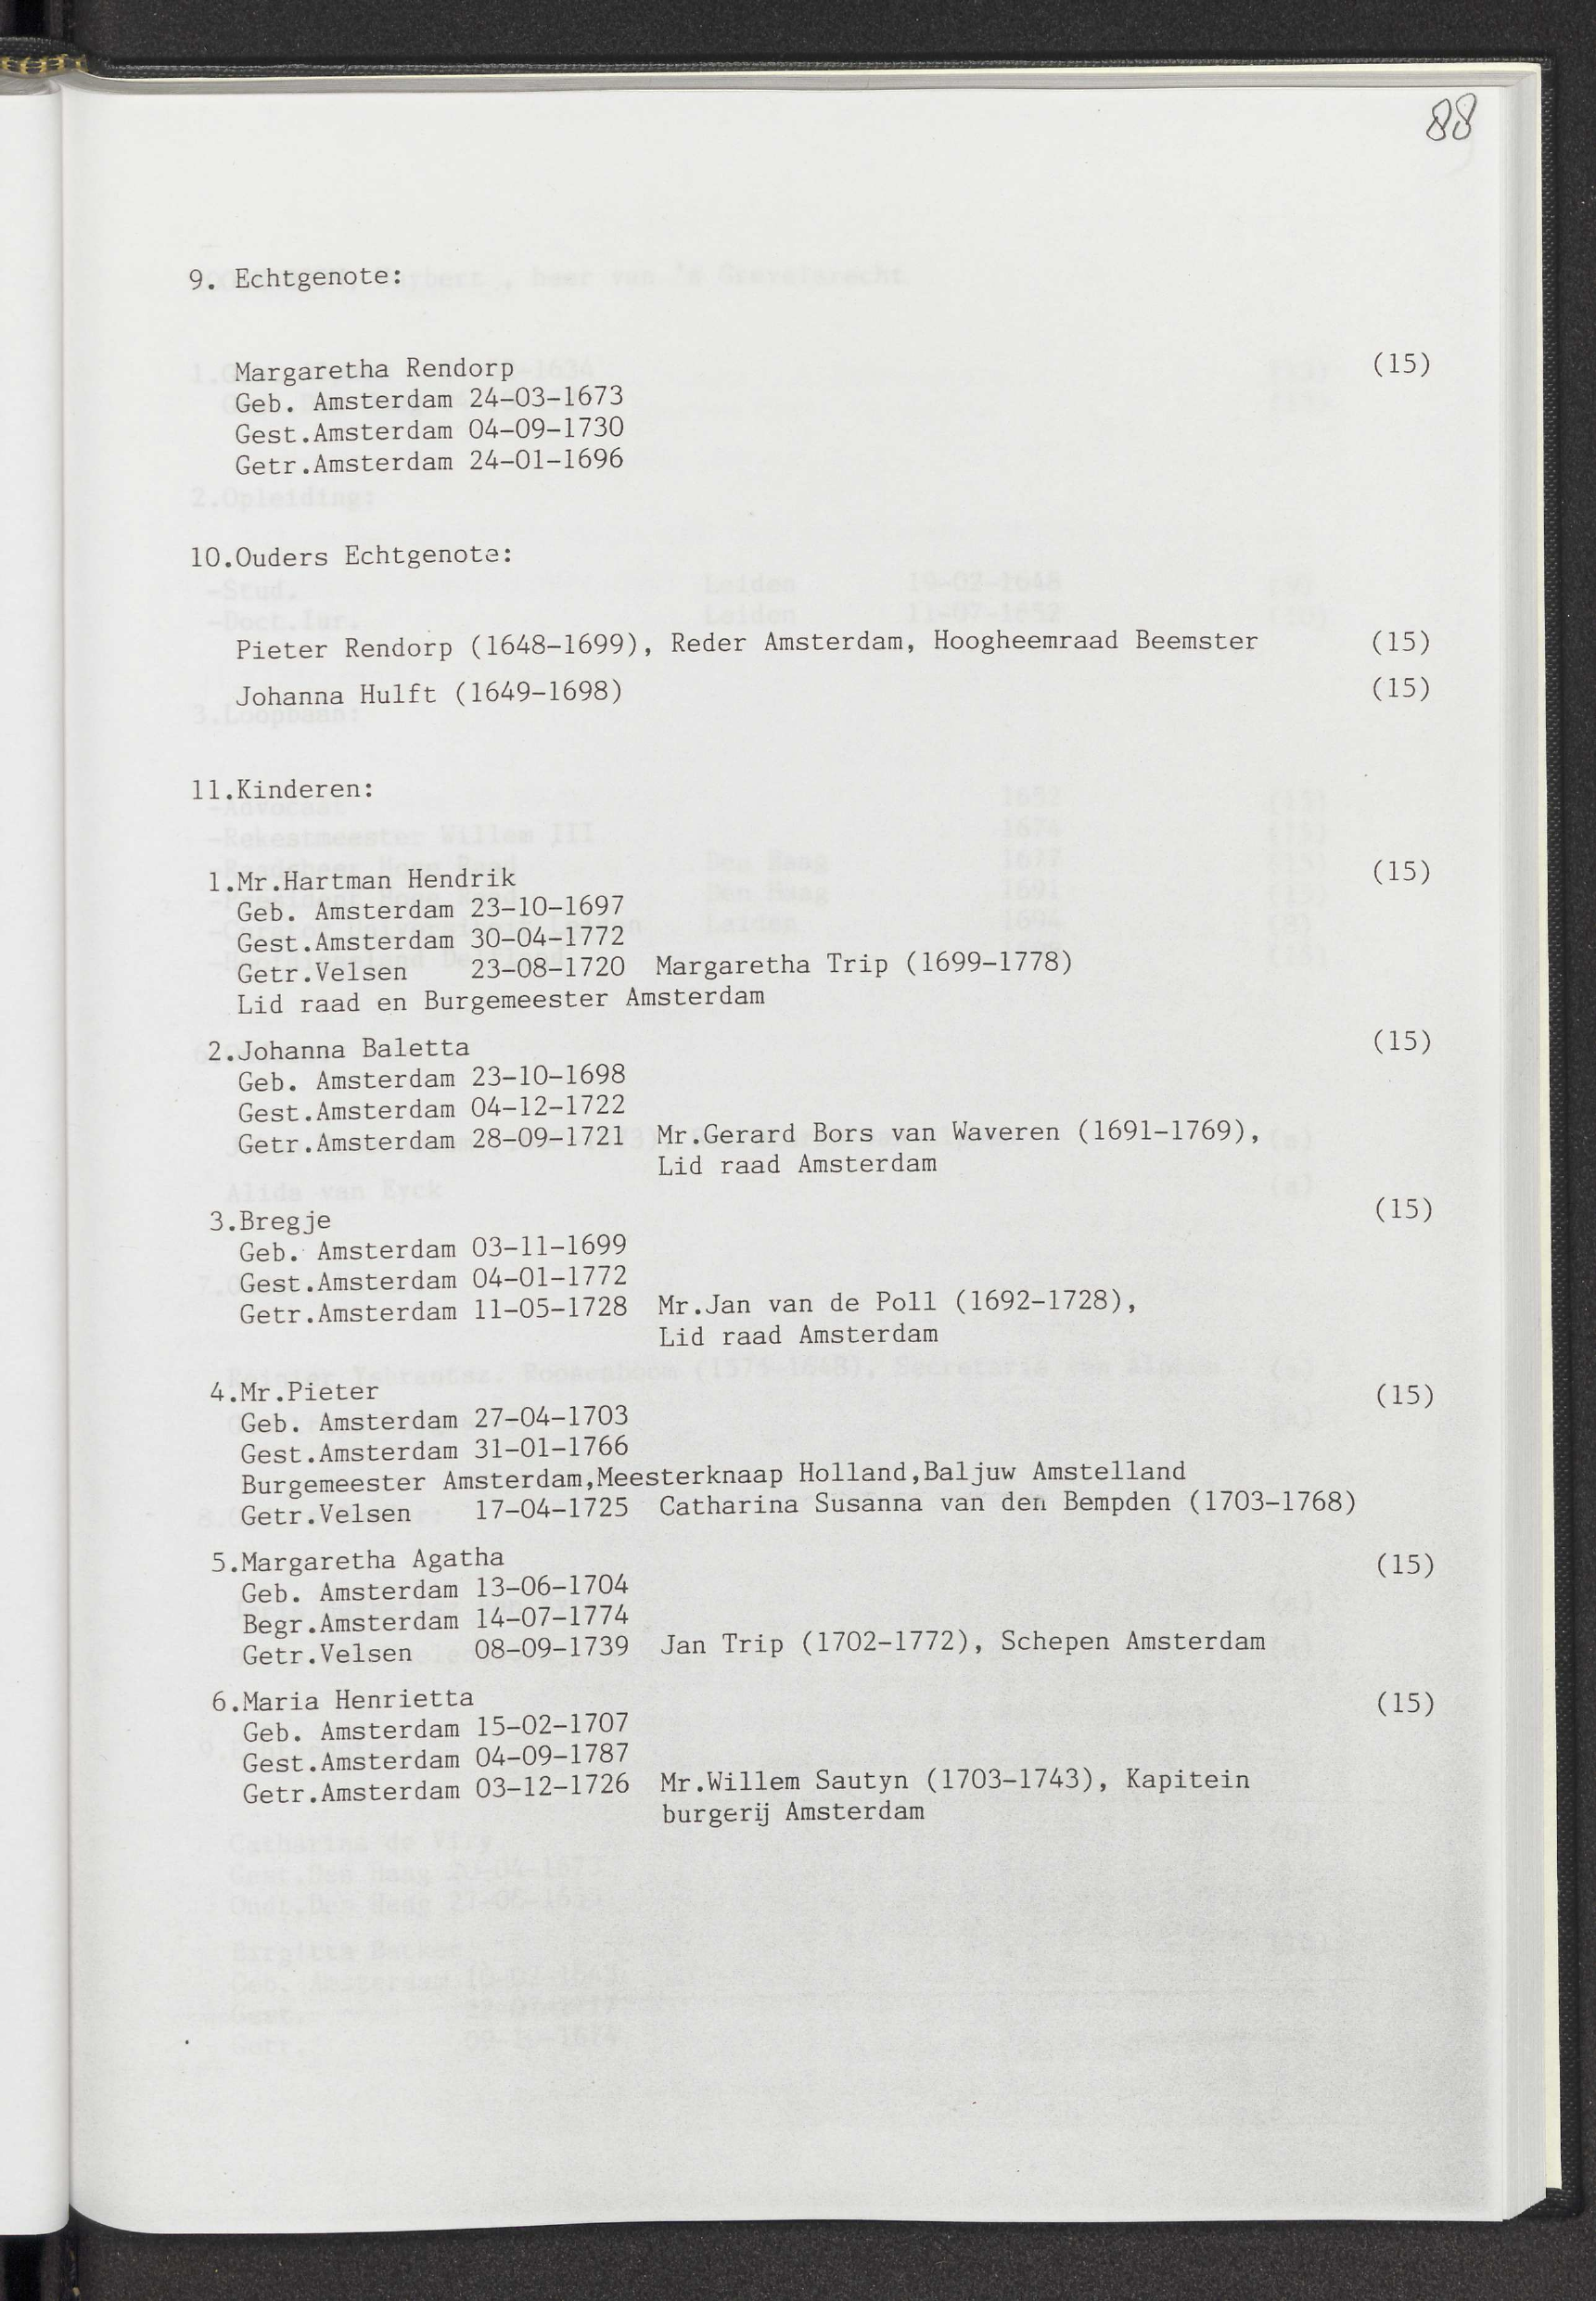 88
9. Echtgenote:
Margaretha Rendorp (15)
Geb. Amsterdam 24-03-1673
Gest.Amsterdam 04-09-1730
Getr.Amsterdam 24-01-1696
10.Ouders Echtgenote:
Pieter Rendorp (1648-1699), Reder Amsterdam, Hoogheemraad Beemster (15)
Johanna Hulft (1649-1698) (15)
11.Kinderen:
1.Mr.Hartman Hendrik (15)
Geb. Amsterdam 23-10-1697
Gest.Amsterdam 30-04-1772
Getr.Velsen 23-08-1720 Margaretha Trip (1699-1778)
Lid raad en Burgemeester Amsterdam
2.Johanna Baletta (15)
Geb. Amsterdam 23-10-1698
Gest.Amsterdam 04-12-1722
Getr.Amsterdam 28-09-1721 Mr.Gerard Bors van Waveren (1691-1769),
Lid raad Amsterdam
3.Bregje (15)
Geb. Amsterdam 03-11-1699
Gest.Amsterdam 04-01-1772
Getr.Amsterdam 11-05-1728 Mr.Jan van de Poll (1692-1728),
Lid raad Amsterdam
4.Mr.Pieter (15)
Geb. Amsterdam 27-04-1703
Gest.Amsterdam 31-01-1766
Burgemeester Amsterdam,Meesterknaap Holland,Baljuw Amstelland
Getr.Velsen 17-04-1725 Catharina Susanna van den Bempden (1703-1768)
5.Margaretha Agatha (15)
Geb. Amsterdam 13-06-1704
Begr.Amsterdam 14-07-1774
Getr.Velsen 08-09-1739 Jan Trip (1702-1772), Schepen Amsterdam
6.Maria Henrietta (15)
Geb. Amsterdam 15-02-1707
Gest.Amsterdam 04-09-1787
Getr.Amsterdam 03-12-1726 Mr.Willem Sautyn (1703-1743), Kapitein
burgerij Amsterdam